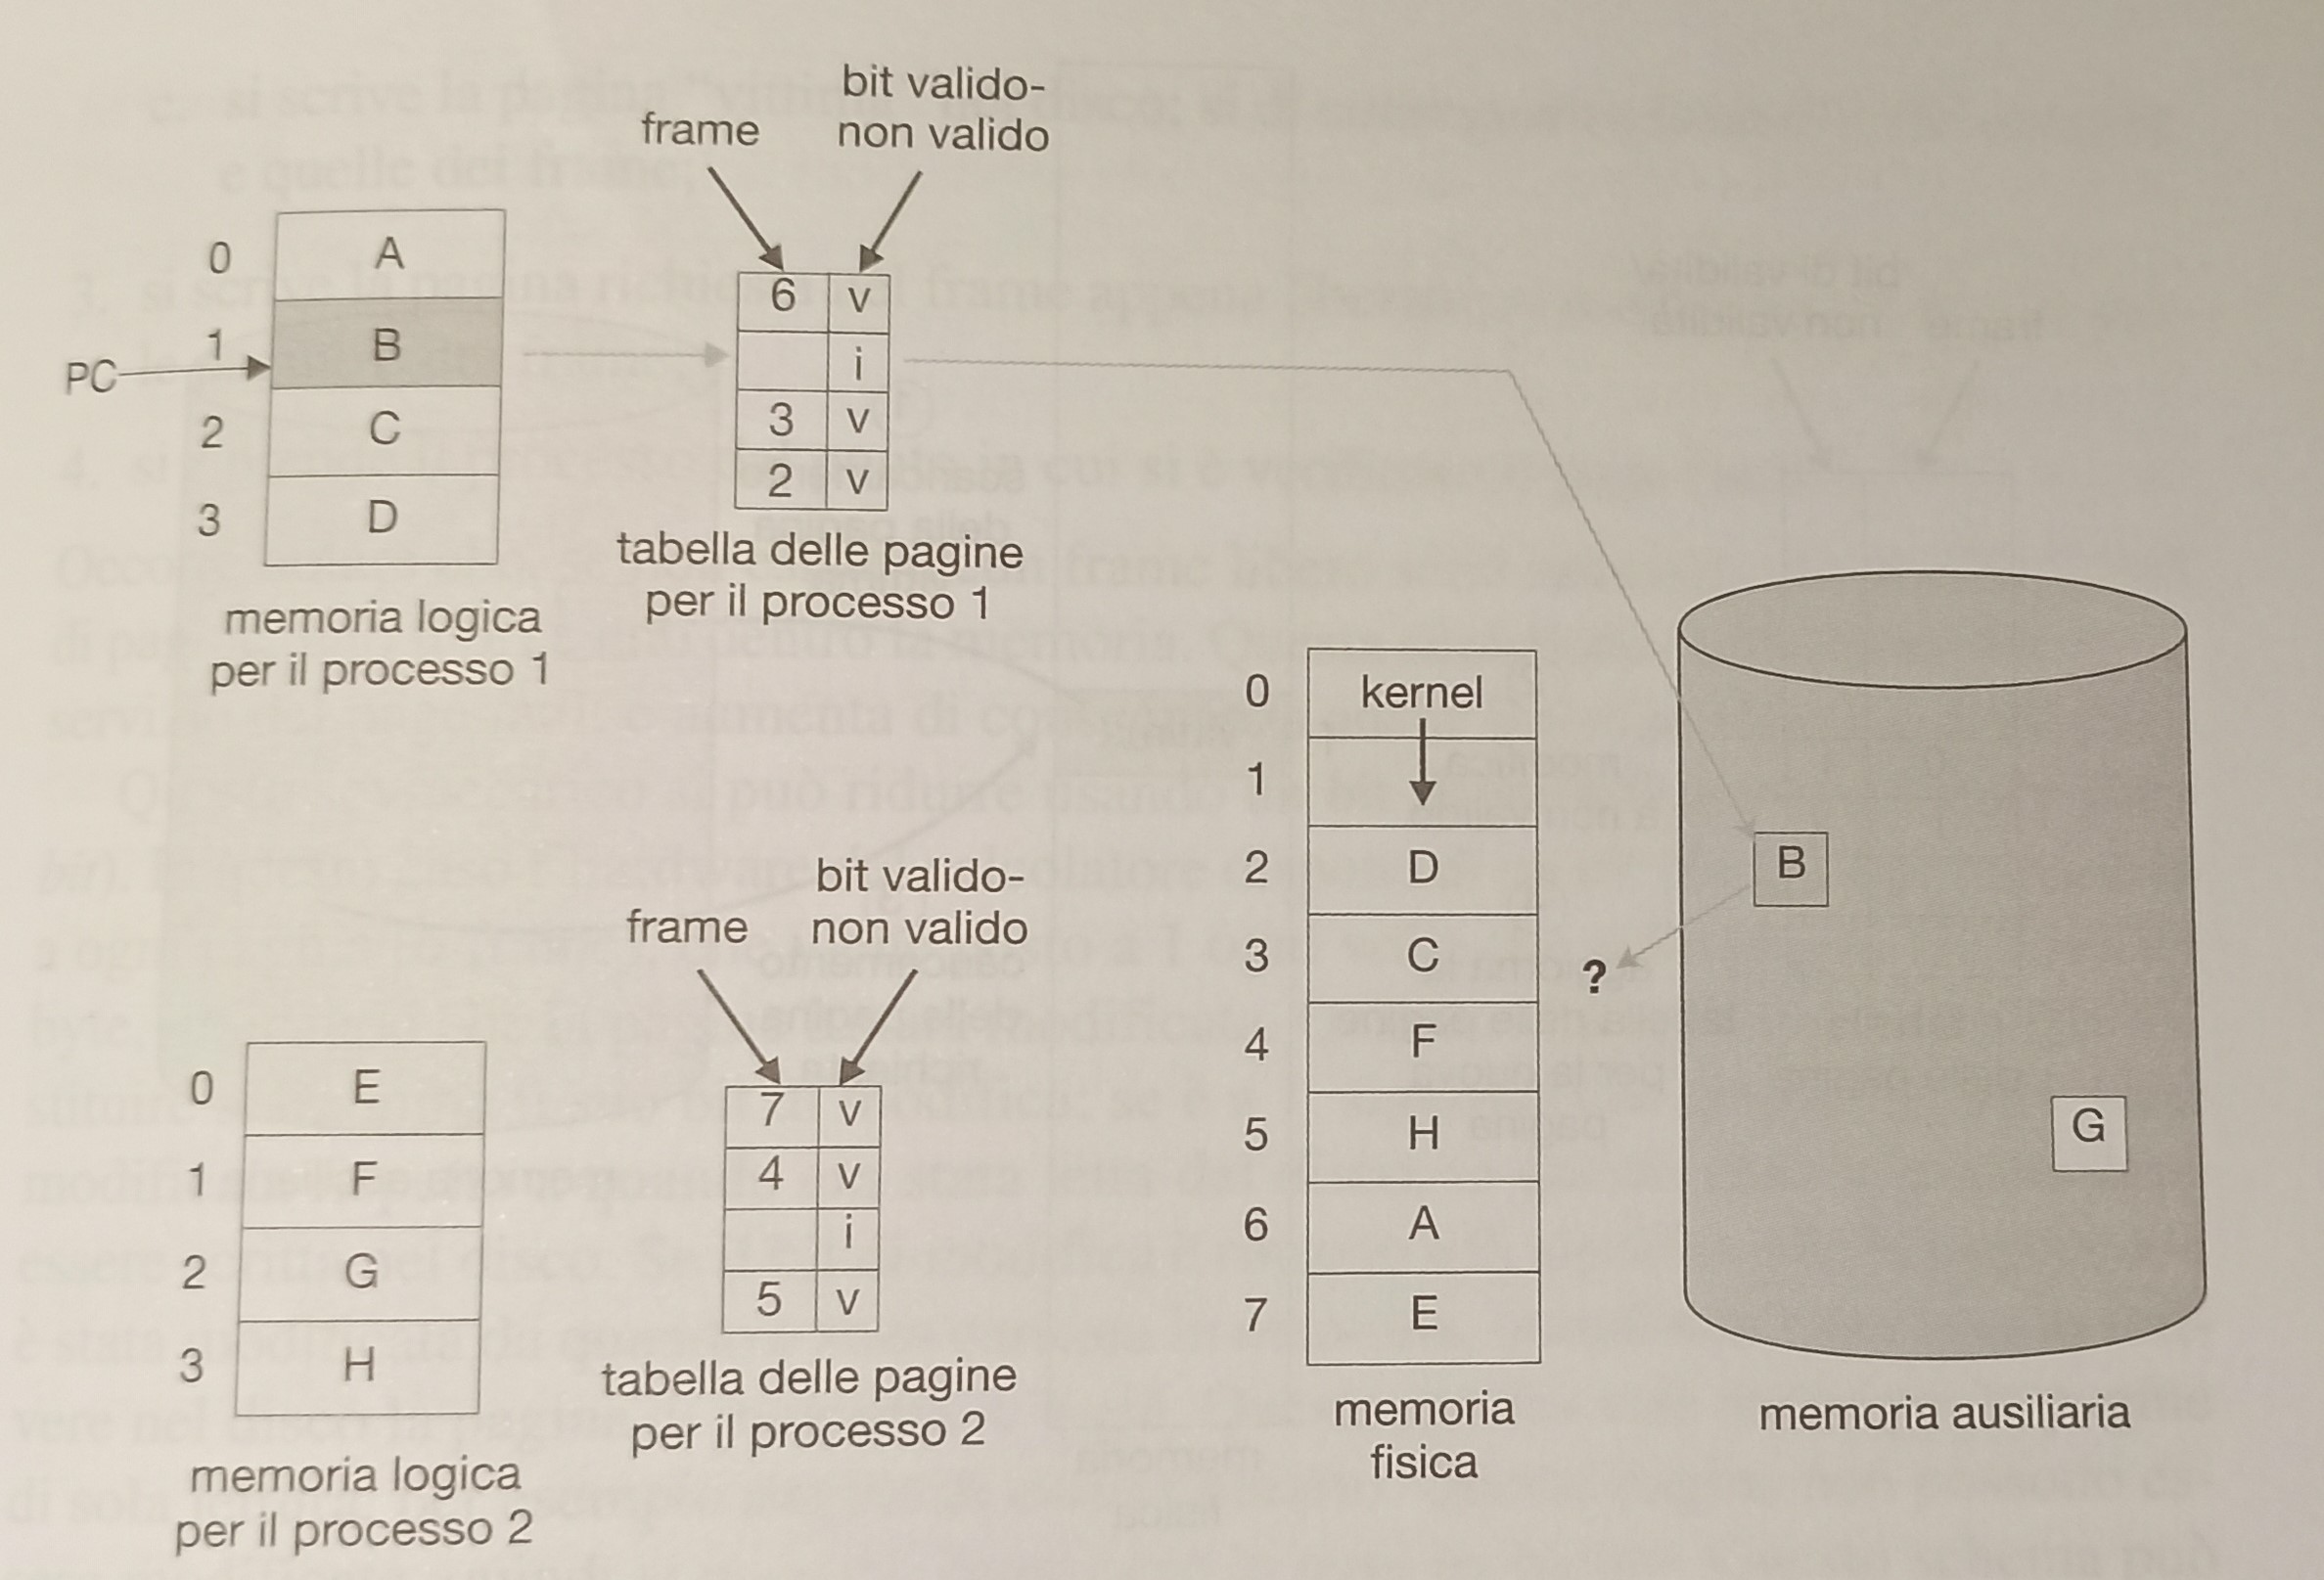 bit valido-
frame non valido
0 A
1 B
PC
2 C
3 D
6 v
i
3 v
2 v
tabella delle pagine
per il processo 1
memoria logica
per il processo 1
bit valido-
frame non valido
0 E
1 F
2 G
3 H
7 v
4 v
i
5 v
tabella delle pagine
per il processo 2
memoria logica
per il processo 2
0 kernel
1
2 D
3 C
4 F
5 H
6 A
7 E
memoria
fisica
B
?
G
memoria ausiliaria